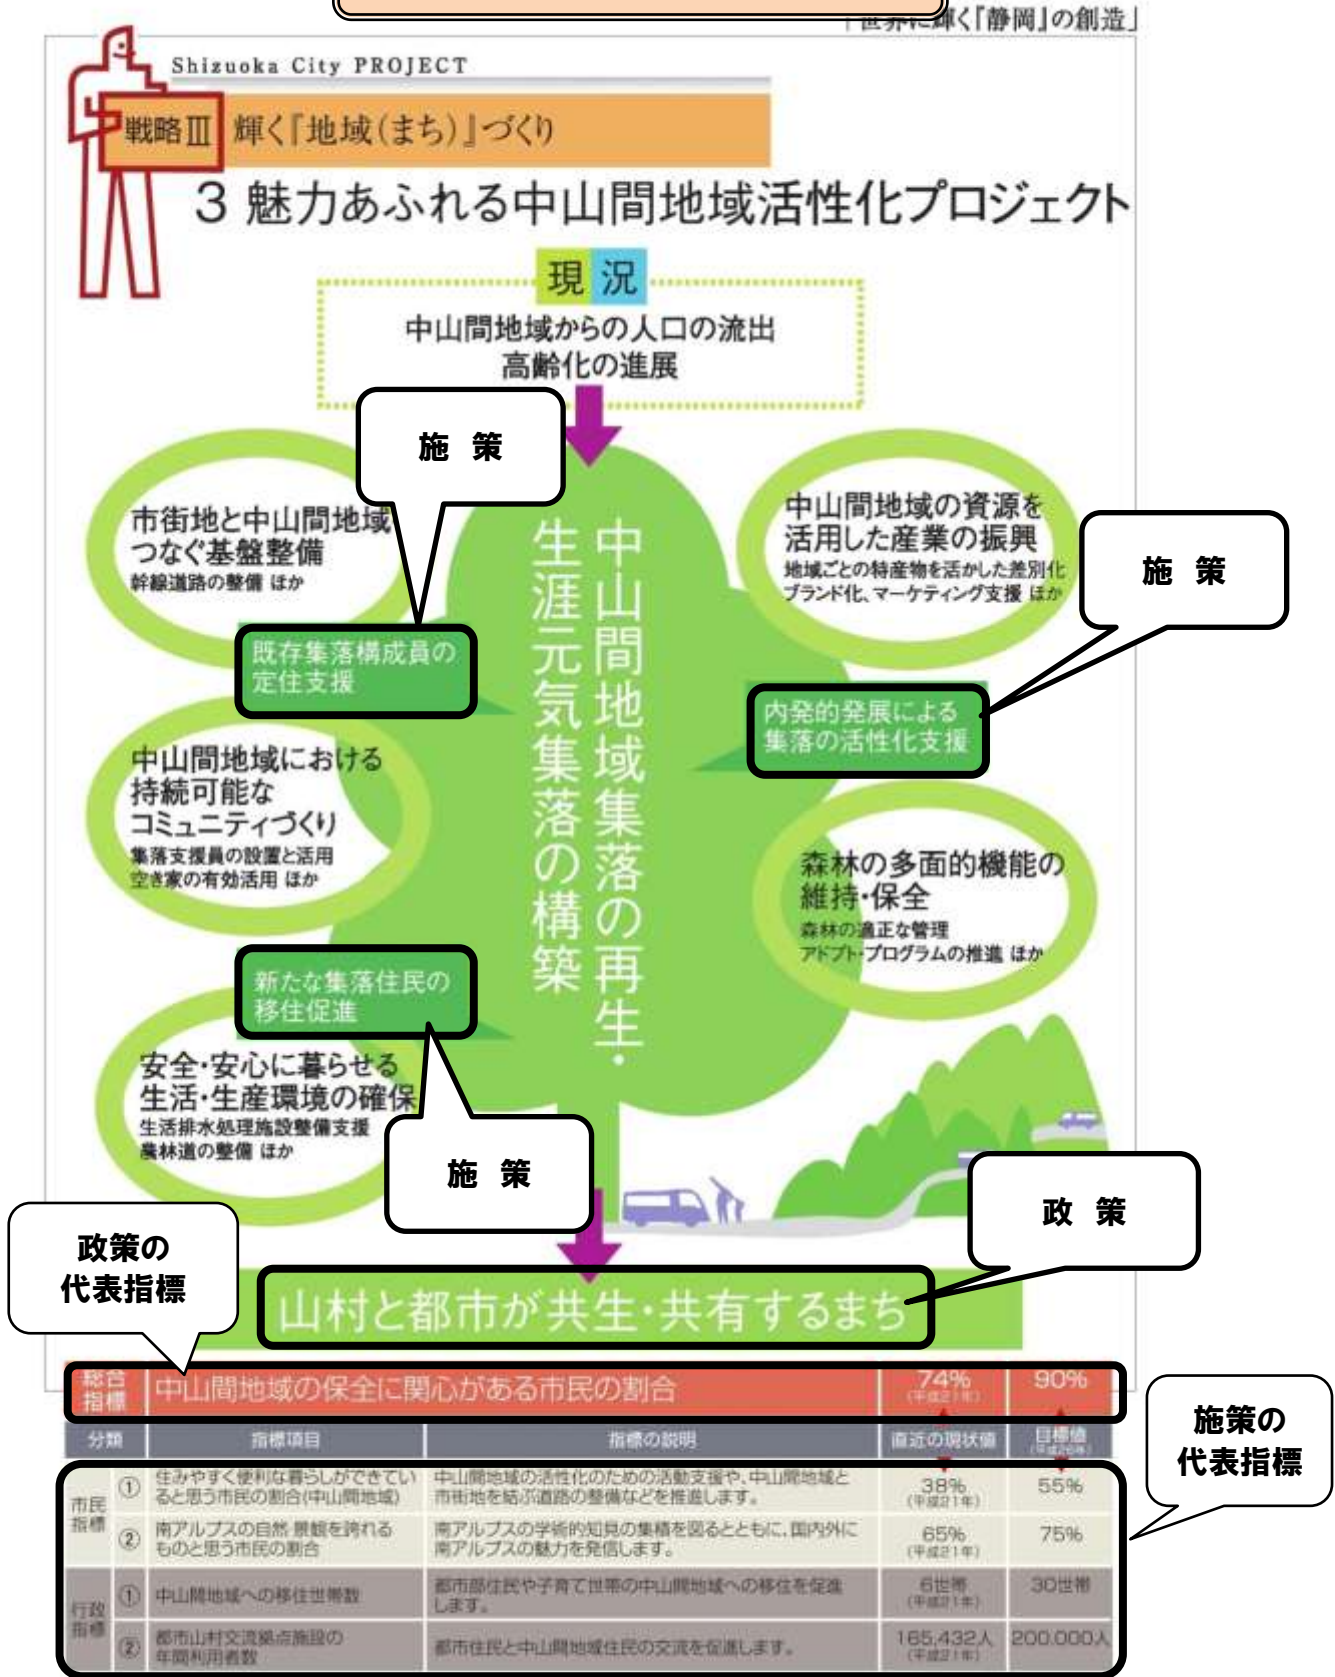 「世界に輝く『静岡』の創造」
Shizuoka City PROJECT
戦略Ⅲ 輝く『地域(まち)』づくり
3 魅力あふれる中山間地域活性化プロジェクト
現況
中山間地域からの人口の流出
高齢化の進展
施 策
市街地と中山間地域
つなぐ基盤整備
幹線道路の整備 ほか
中山間地域の資源を
活用した産業の振興
地域ごとの特産物を活かした差別化
ブランド化、マーケティング支援 ほか
施 策
既存集落構成員の
定住支援
内発的発展による
集落の活性化支援
中山間地域集落の再生・
生涯元気集落の構築
中山間地域における
持続可能な
コミュニティづくり
集落支援員の設置と活用
空き家の有効活用 ほか
森林の多面的機能の
維持・保全
森林の適正な管理
アドプト・プログラムの推進 ほか
新たな集落住民の
移住促進
安全・安心に暮らせる
生活・生産環境の確保
生活排水処理施設整備支援
農林道の整備 ほか
施 策
政 策
政策の
代表指標
山村と都市が共生・共有するまち
総合指標 中山間地域の保全に関心がある市民の割合 74% (平成21年) 90%
施策の
代表指標
分類 指標項目 指標の説明 直近の現状値 目標値 (平成26年)
市民指標
① 住みやすく便利な暮らしができてい
ると思う市民の割合(中山間地域)
中山間地域の活性化のための活動支援や、中山間地域と
市街地を結ぶ道路の整備などを推進します。
38% (平成21年) 55%
② 南アルプスの自然・景観を誇れる
ものと思う市民の割合
南アルプスの学術的知見の集積を図るとともに、国内外に
南アルプスの魅力を発信します。
65% (平成21年) 75%
行政指標
① 中山間地域への移住世帯数
都市部住民や子育て世帯の中山間地域への移住を促進
します。
6世帯 (平成21年) 30世帯
② 都市山村交流拠点施設の
年間利用者数
都市住民と中山間地域住民の交流を促進します。
165,432人 (平成21年) 200,000人